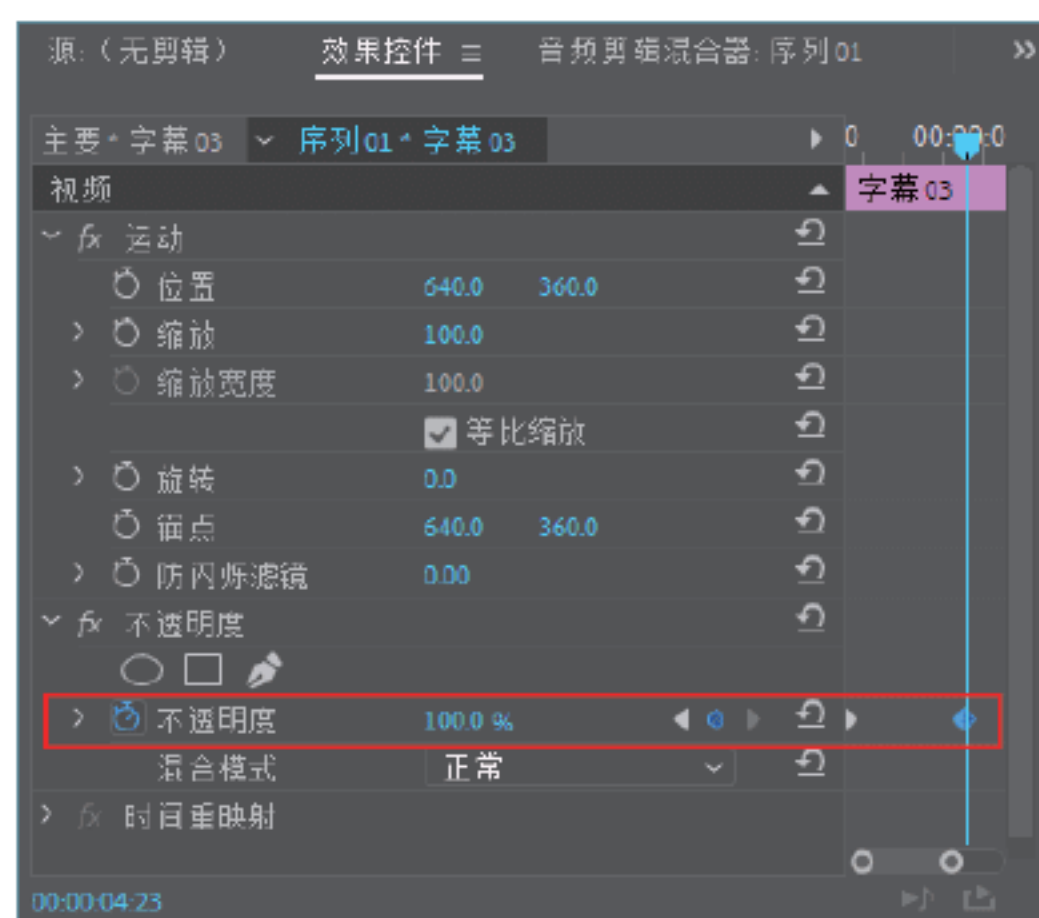 源:（无剪辑） 效果控件 ≡ 音频剪辑混合器: 序列 01 »
主要 * 字幕 03 序列 01 * 字幕 03 0 00: :0
视频 字幕 03
fx 运动
位置 640.0 360.0
缩放 100.0
缩放宽度 100.0
等比缩放
旋转 0.0
锚点 640.0 360.0
防闪烁滤镜 0.00
fx 不透明度
不透明度 100.0 %
混合模式 正常
fx 时间重映射
00:00:04:23